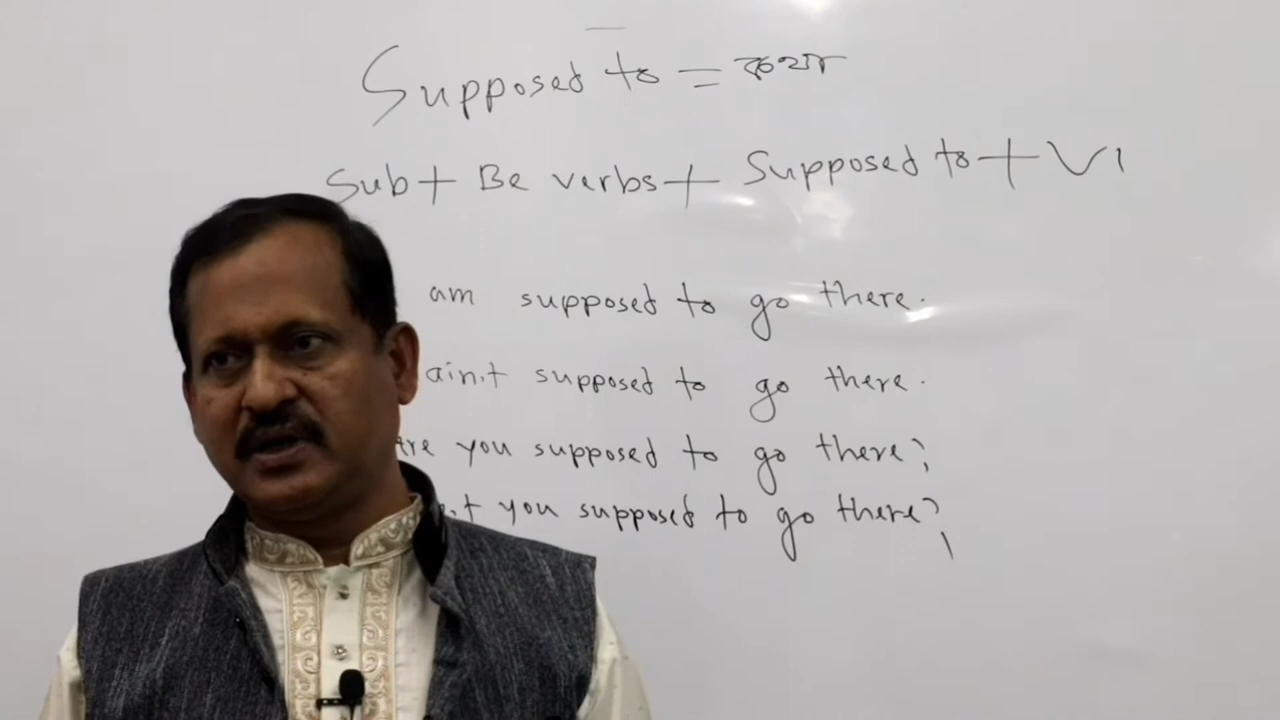 Supposed to = কথা
Sub + Be verbs + Supposed to + V1
am supposed to go there.
ain't supposed to go there.
Are you supposed to go there?
you supposed to go there?